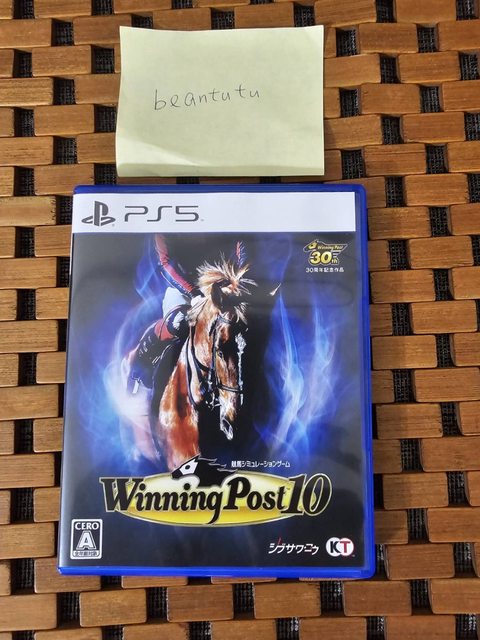 beantutu
PS5
Winning Post
30th
30周年記念作品
競馬シミュレーションゲーム
Winning Post 10
CERO
A
全年齢対象
シブサワ・コウ
KT